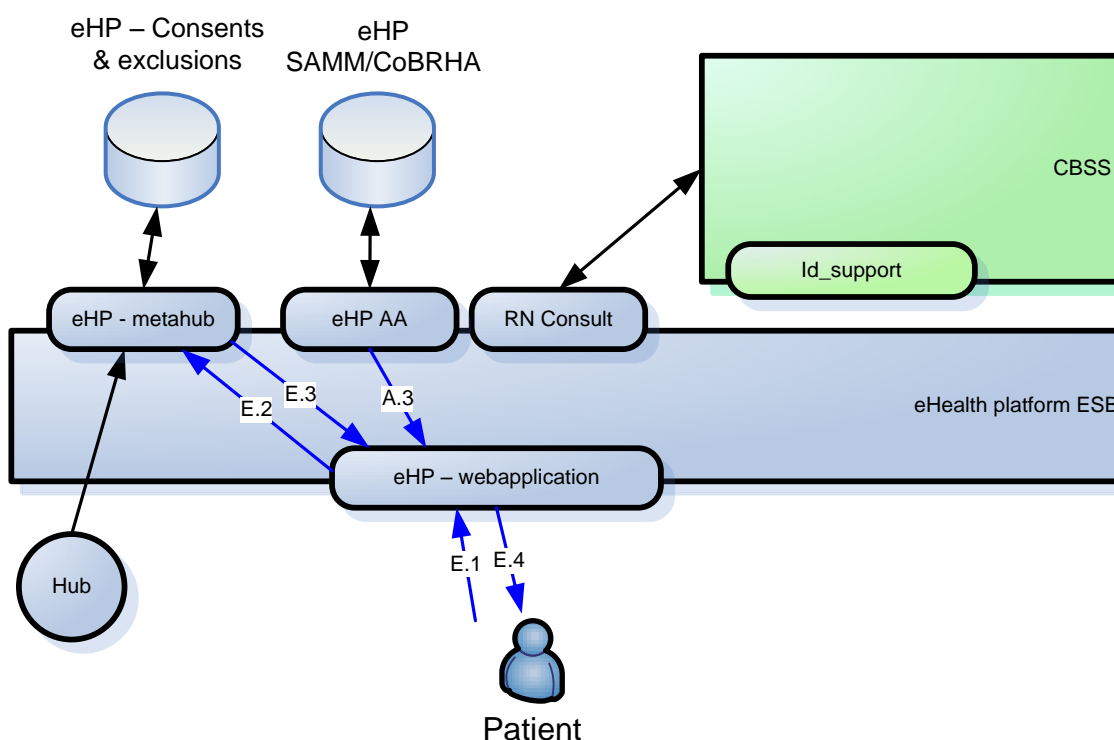 eHP – Consents
& exclusions
eHP
SAMM/CoBRHA
CBSS
Id_support
eHP - metahub
eHP AA
RN Consult
E.3
A.3
E.2
eHealth platform ESB
eHP – webapplication
E.1
E.4
Hub
Patient